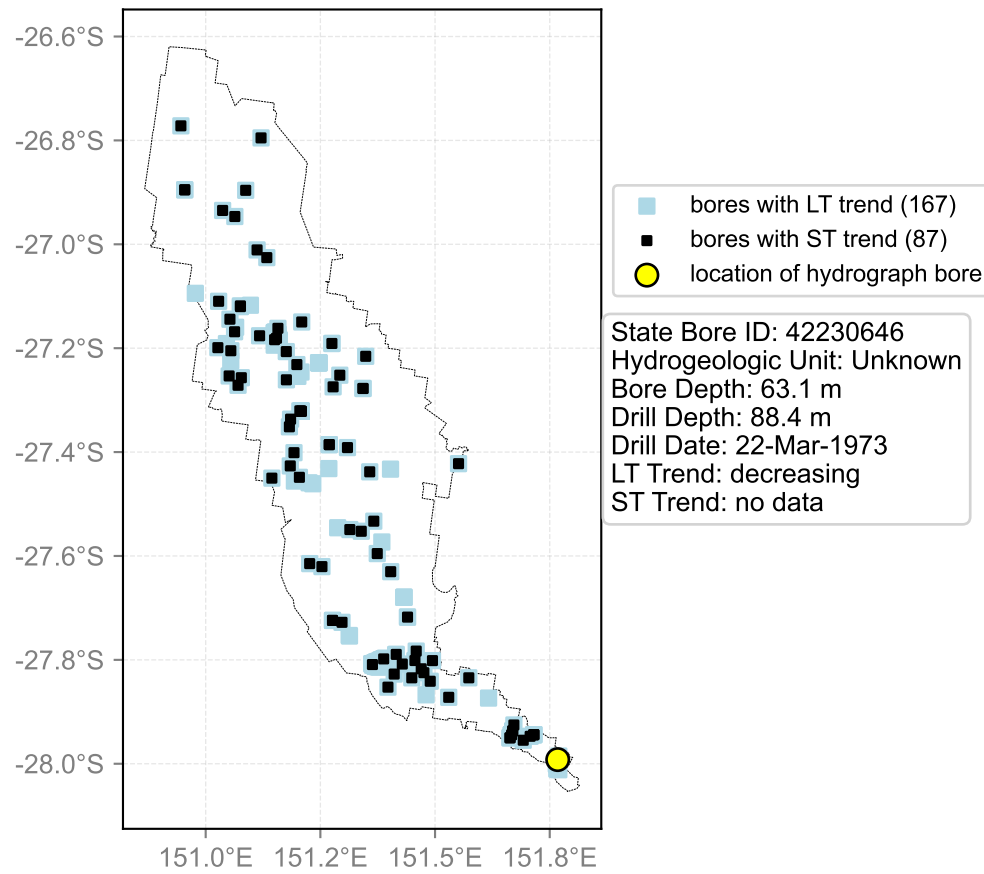 -26.6°S
-26.8°S
-27.0°S
-27.2°S
-27.4°S
-27.6°S
-27.8°S
-28.0°S
151.0°E
151.2°E
151.5°E
151.8°E
bores with LT trend (167)
bores with ST trend (87)
location of hydrograph bore
State Bore ID: 42230646
Hydrogeologic Unit: Unknown
Bore Depth: 63.1 m
Drill Depth: 88.4 m
Drill Date: 22-Mar-1973
LT Trend: decreasing
ST Trend: no data